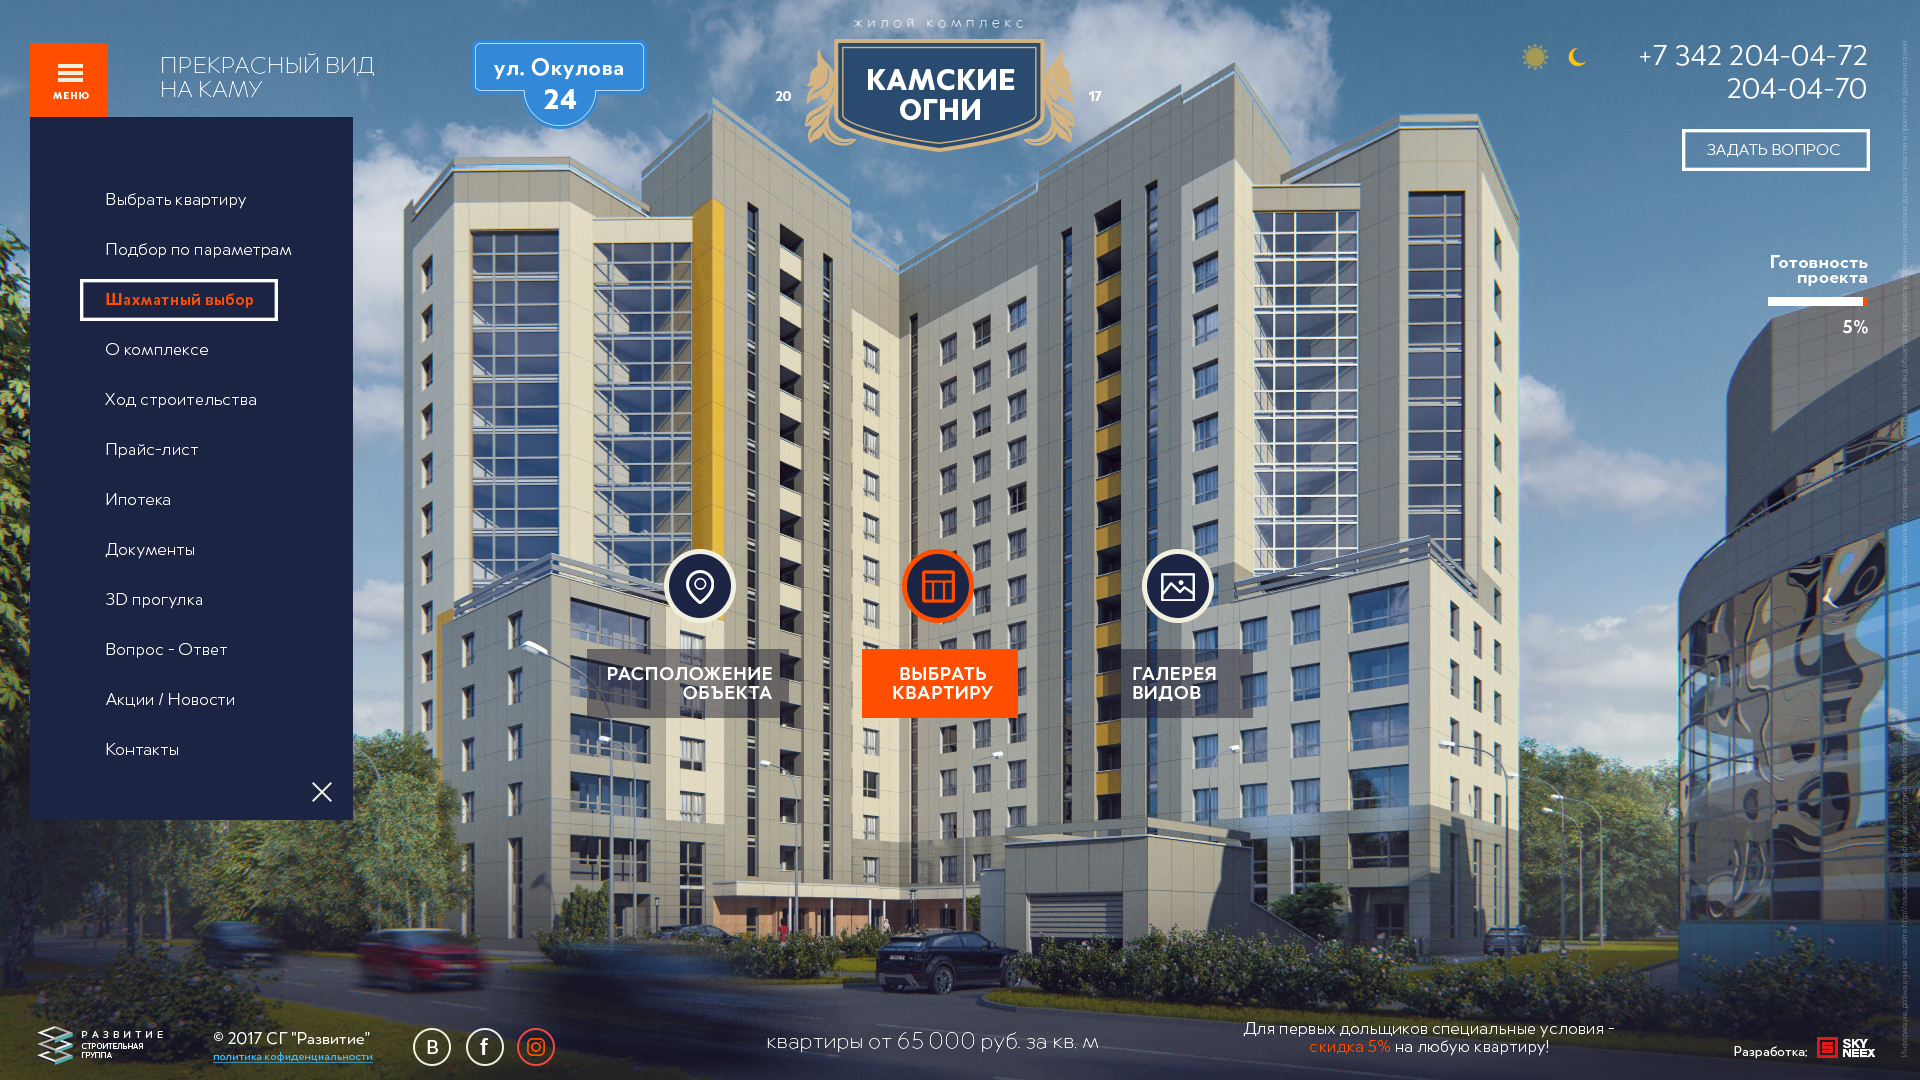 жилой комплекс
МЕНЮ
ПРЕКРАСНЫЙ ВИД
НА КАМУ
ул. Окулова
24
20
КАМСКИЕ
ОГНИ
17
+7 342 204-04-72
204-04-70
ЗАДАТЬ ВОПРОС
Выбрать квартиру
Подбор по параметрам
Шахматный выбор
О комплексе
Ход строительства
Прайс-лист
Ипотека
Документы
3D прогулка
Вопрос - Ответ
Акции / Новости
Контакты
Готовность
проекта
5%
РАСПОЛОЖЕНИЕ
ОБЪЕКТА
ВЫБРАТЬ
КВАРТИРУ
ГАЛЕРЕЯ
ВИДОВ
РАЗВИТИЕ
СТРОИТЕЛЬНАЯ
ГРУППА
© 2017 СГ "Развитие"
политика кофиденциальности
B
f
квартиры от 65 000 руб. за кв. м
Для первых дольщиков специальные условия -
скидка 5% на любую квартиру!
Разработка:
SKY
NEEX